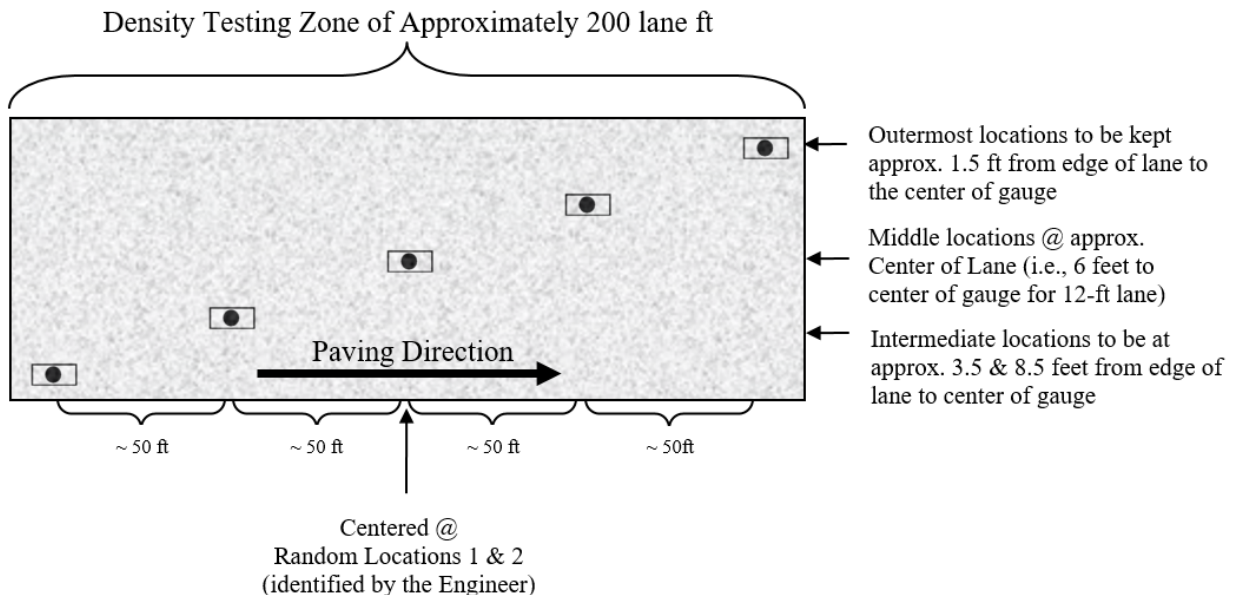 Density Testing Zone of Approximately 200 lane ft
Outermost locations to be kept
approx. 1.5 ft from edge of lane to
the center of gauge
Middle locations @ approx.
Center of Lane (i.e., 6 feet to
center of gauge for 12-ft lane)
Intermediate locations to be at
approx. 3.5 & 8.5 feet from edge of
lane to center of gauge
Paving Direction
~ 50 ft
~ 50 ft
~ 50 ft
~ 50ft
Centered @
Random Locations 1 & 2
(identified by the Engineer)